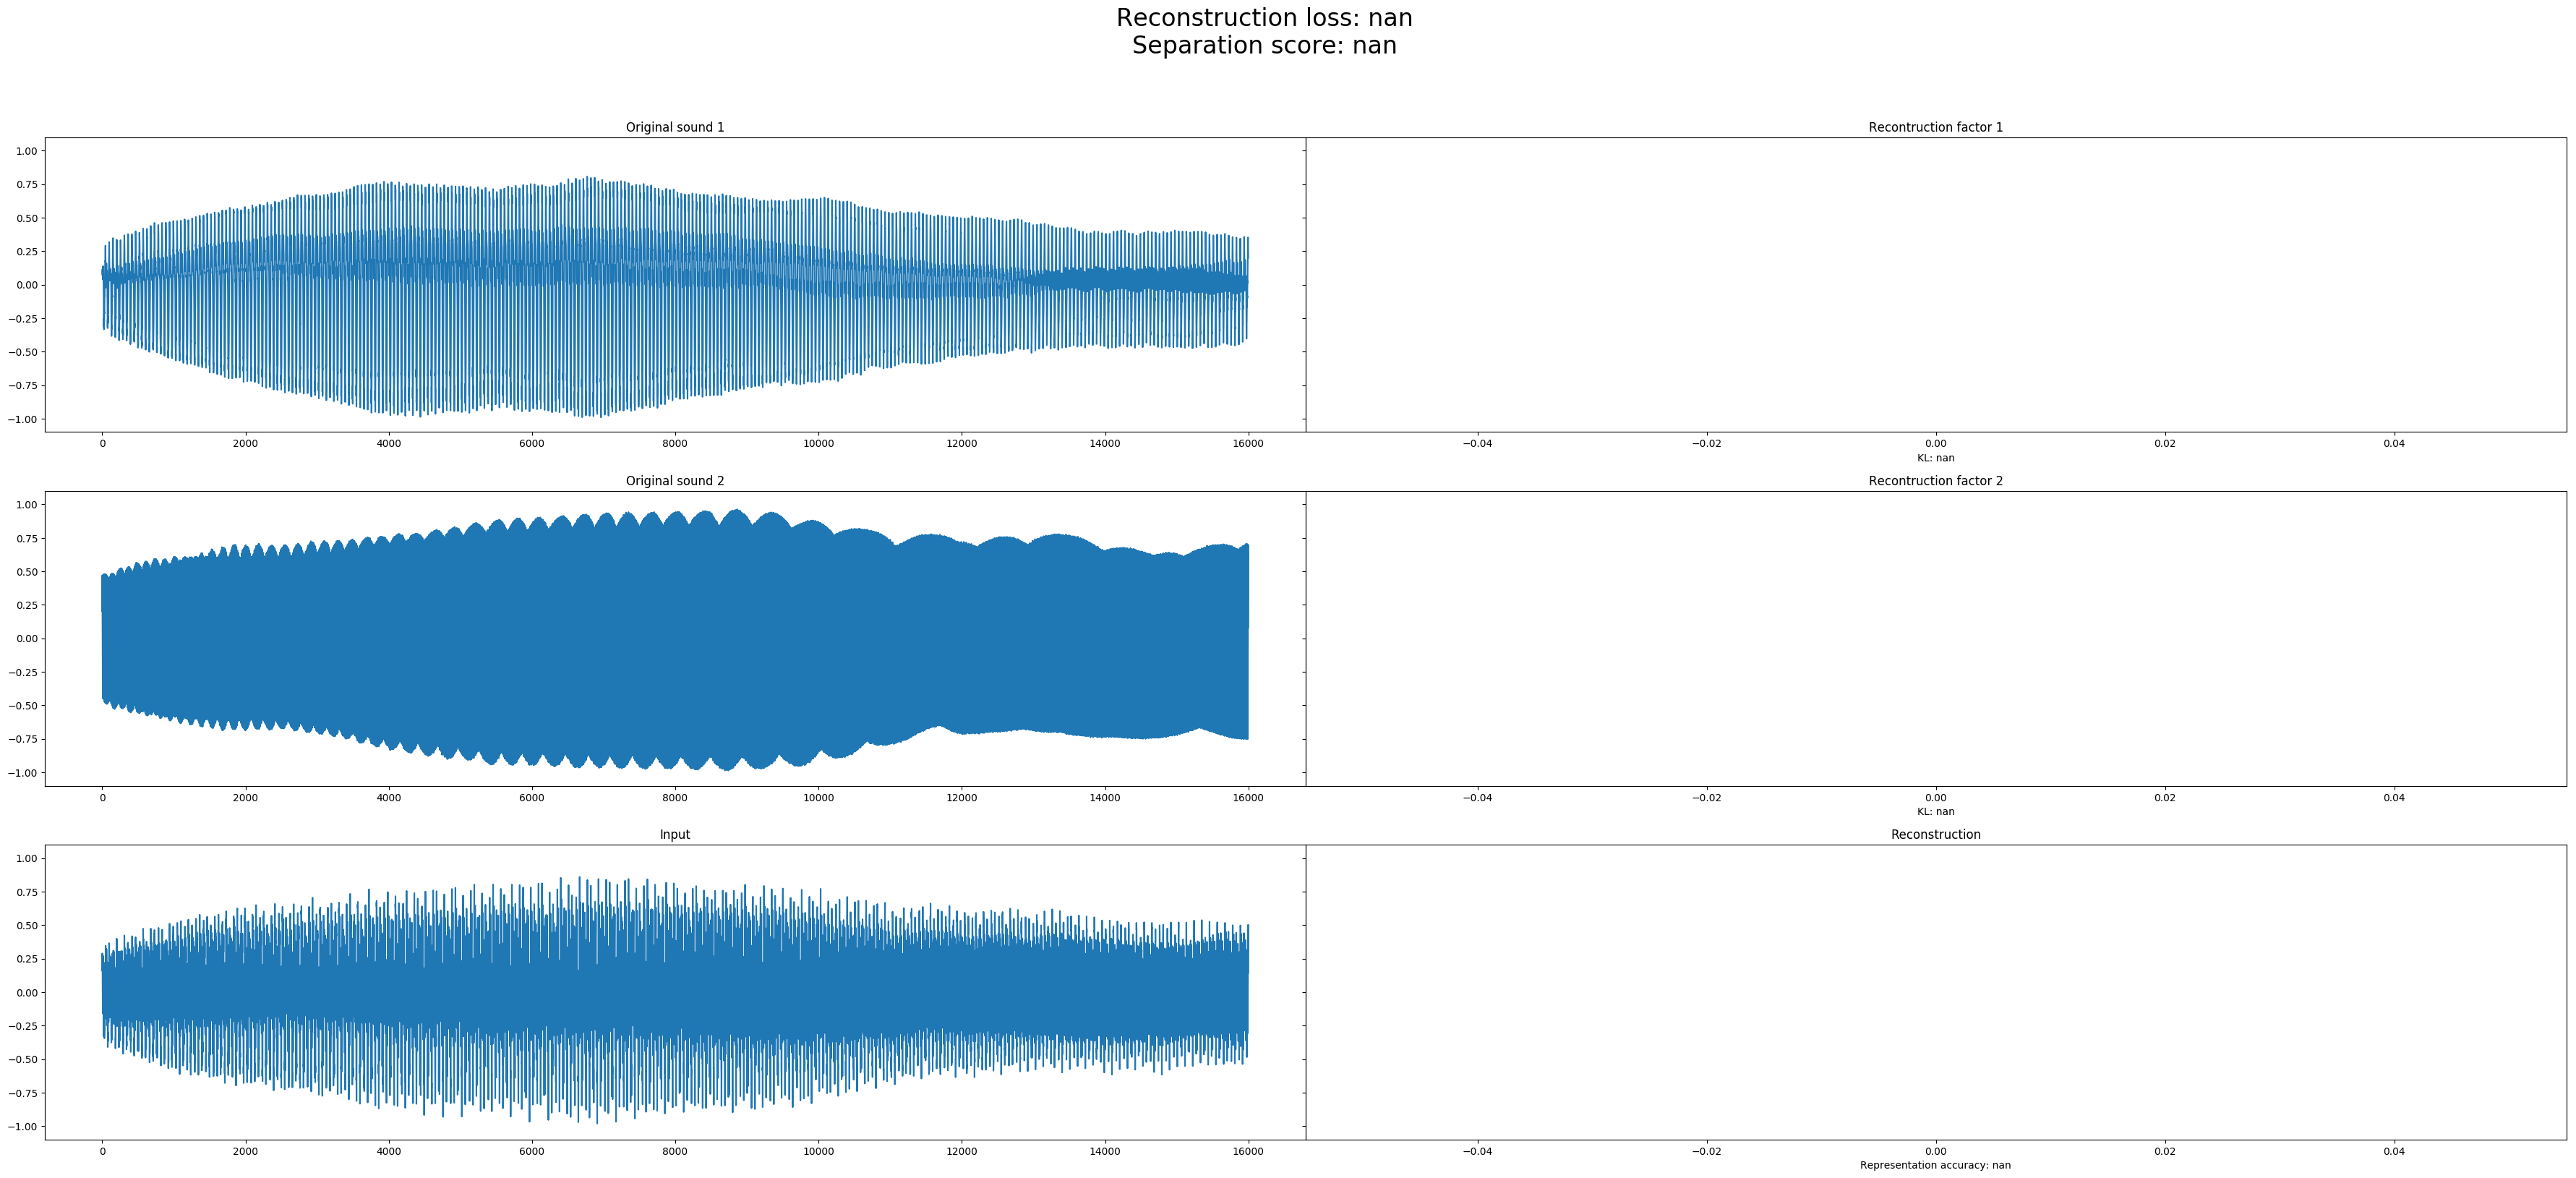 Reconstruction loss: nan
Separation score: nan
Original sound 1
Recontruction factor 1
1.00
0.75
0.50
0.25
0.00
−0.25
−0.50
−0.75
−1.00
0 2000 4000 6000 8000 10000 12000 14000 16000
−0.04 −0.02 0.00 0.02 0.04
KL: nan
Original sound 2
Recontruction factor 2
1.00
0.75
0.50
0.25
0.00
−0.25
−0.50
−0.75
−1.00
0 2000 4000 6000 8000 10000 12000 14000 16000
−0.04 −0.02 0.00 0.02 0.04
KL: nan
Input
Reconstruction
1.00
0.75
0.50
0.25
0.00
−0.25
−0.50
−0.75
−1.00
0 2000 4000 6000 8000 10000 12000 14000 16000
−0.04 −0.02 0.00 0.02 0.04
Representation accuracy: nan